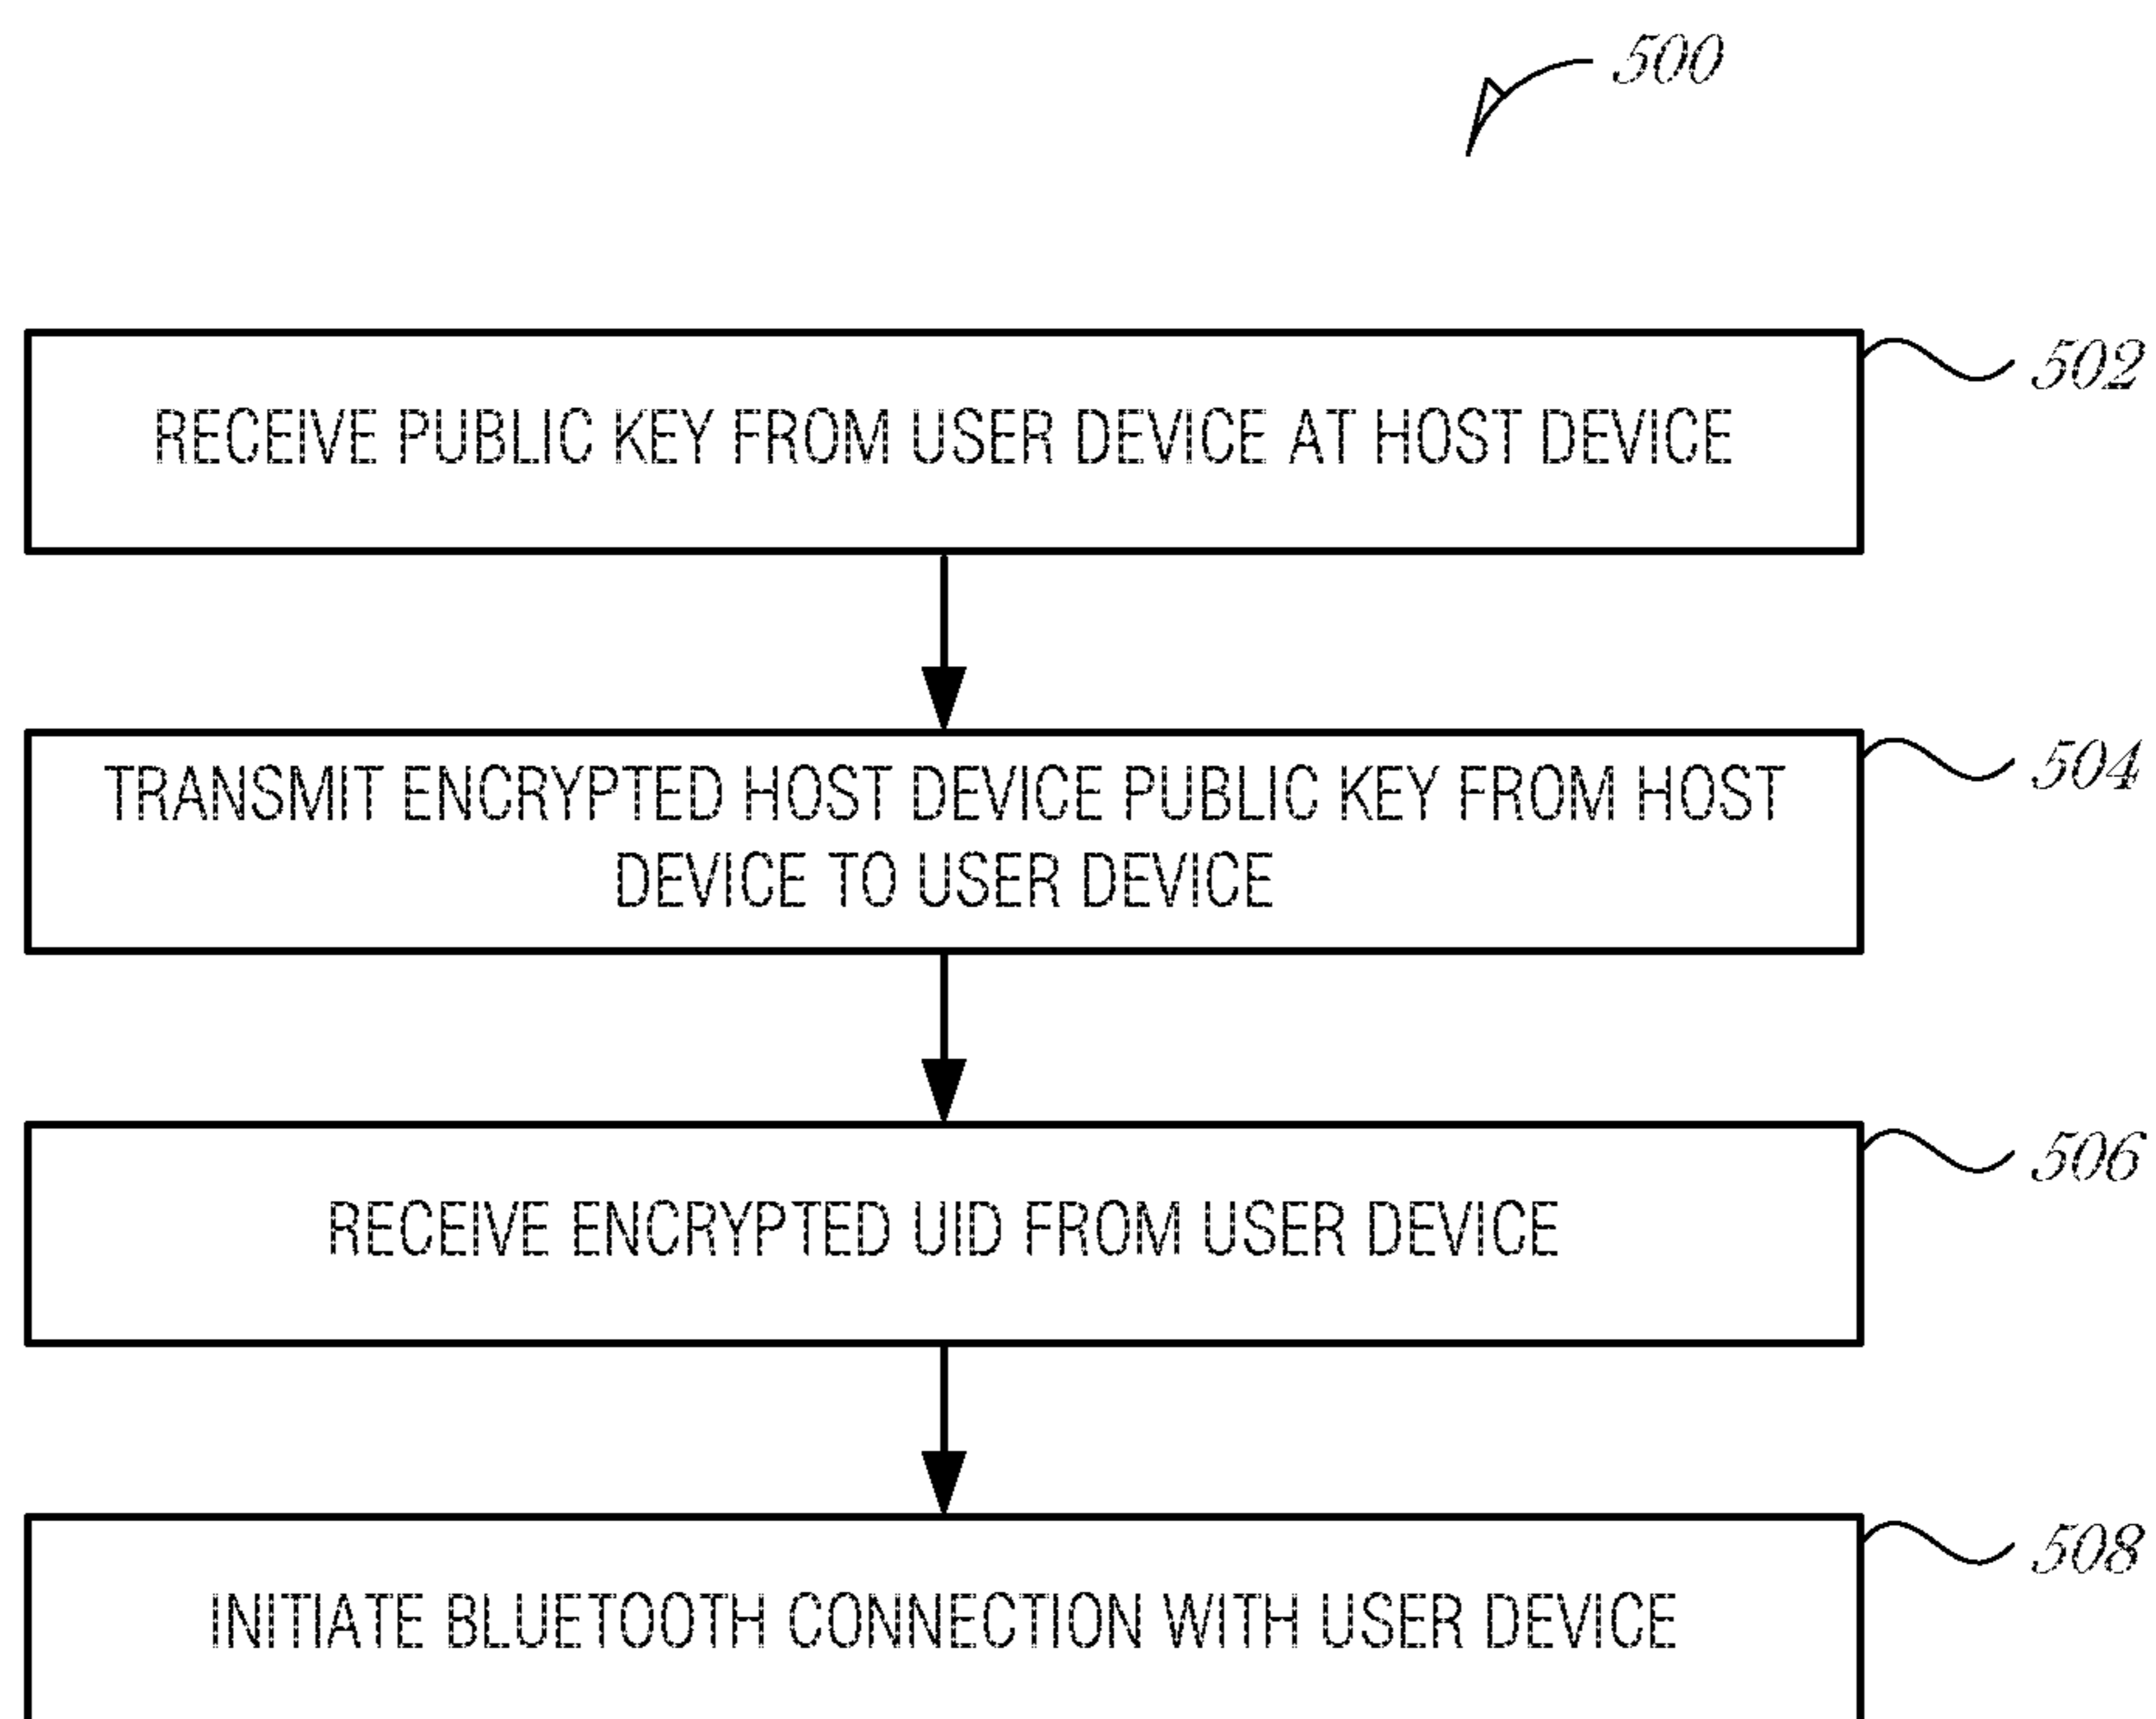 500
502
RECEIVE PUBLIC KEY FROM USER DEVICE AT HOST DEVICE
504
TRANSMIT ENCRYPTED HOST DEVICE PUBLIC KEY FROM HOST
DEVICE TO USER DEVICE
506
RECEIVE ENCRYPTED UID FROM USER DEVICE
508
INITIATE BLUETOOTH CONNECTION WITH USER DEVICE